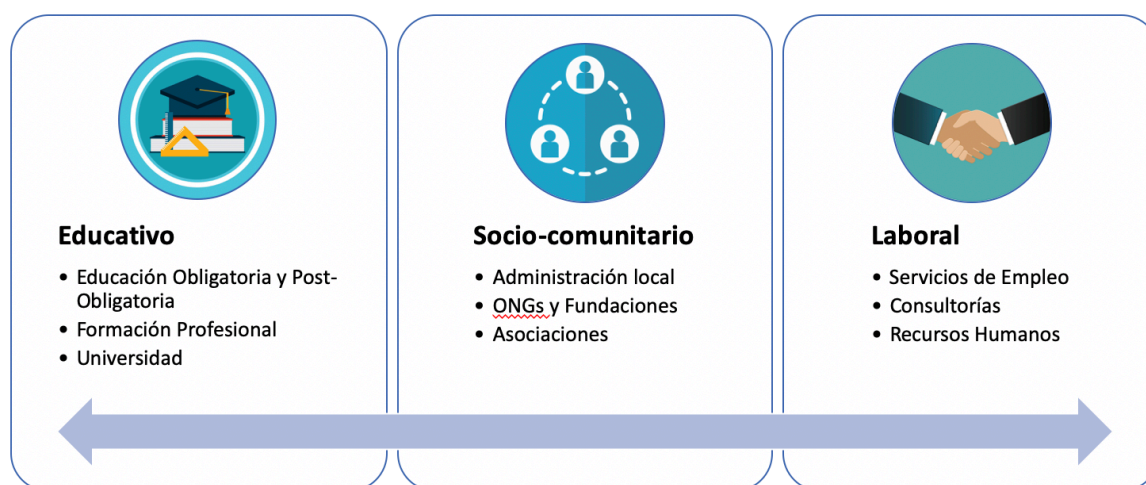 Educativo
• Educación Obligatoria y Post-
Obligatoria
• Formación Profesional
• Universidad
Socio-comunitario
• Administración local
• ONGs y Fundaciones
• Asociaciones
Laboral
• Servicios de Empleo
• Consultorías
• Recursos Humanos